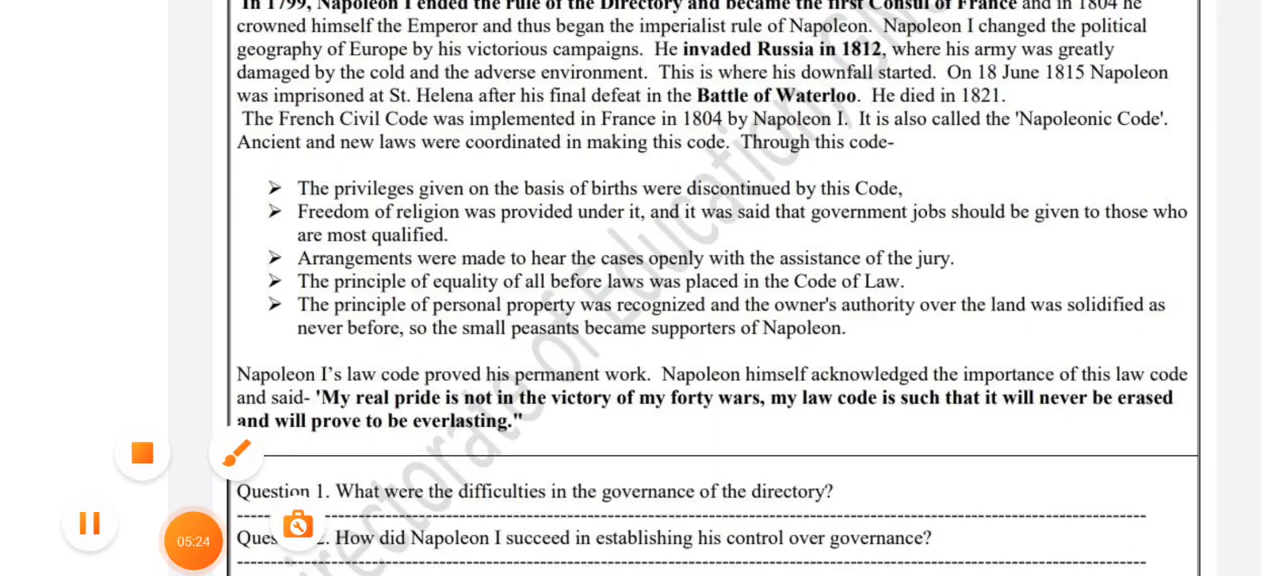 In 1799, Napoleon I ended the rule of the Directory and became the first Consul of France and in 1804 he
crowned himself the Emperor and thus began the imperialist rule of Napoleon. Napoleon I changed the political
geography of Europe by his victorious campaigns. He invaded Russia in 1812, where his army was greatly
damaged by the cold and the adverse environment. This is where his downfall started. On 18 June 1815 Napoleon
was imprisoned at St. Helena after his final defeat in the Battle of Waterloo. He died in 1821.
The French Civil Code was implemented in France in 1804 by Napoleon I. It is also called the 'Napoleonic Code'.
Ancient and new laws were coordinated in making this code. Through this code-
➤ The privileges given on the basis of births were discontinued by this Code,
➤ Freedom of religion was provided under it, and it was said that government jobs should be given to those who
are most qualified.
➤ Arrangements were made to hear the cases openly with the assistance of the jury.
➤ The principle of equality of all before laws was placed in the Code of Law.
➤ The principle of personal property was recognized and the owner's authority over the land was solidified as
never before, so the small peasants became supporters of Napoleon.
Napoleon I's law code proved his permanent work. Napoleon himself acknowledged the importance of this law code
and said- 'My real pride is not in the victory of my forty wars, my law code is such that it will never be erased
and will prove to be everlasting."
Question 1. What were the difficulties in the governance of the directory?
Ques 2. How did Napoleon I succeed in establishing his control over governance?
05:24
Directorate of Education,